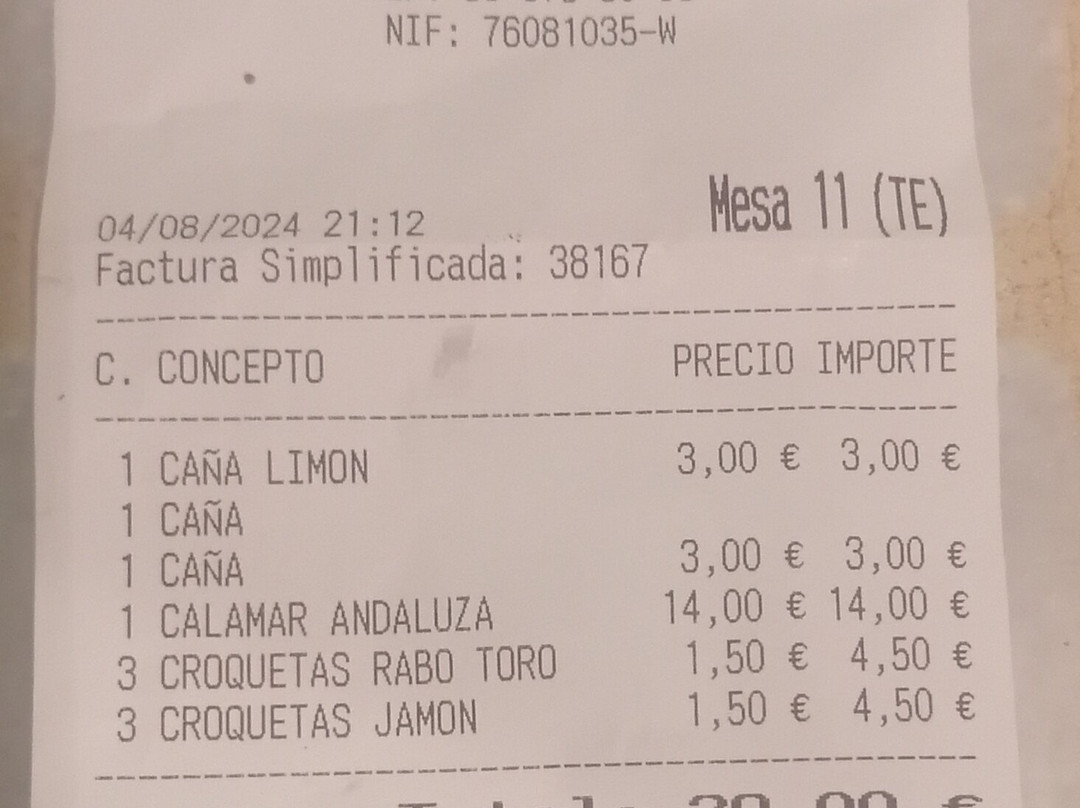 NIF: 76081035-W
Mesa 11 (TE)
04/08/2024 21:12
Factura Simplificada: 38167
C. CONCEPTO PRECIO IMPORTE
1 CAÑA LIMON 3,00 € 3,00 €
1 CAÑA
1 CAÑA 3,00 € 3,00 €
1 CALAMAR ANDALUZA 14,00 € 14,00 €
3 CROQUETAS RABO TORO 1,50 € 4,50 €
3 CROQUETAS JAMON 1,50 € 4,50 €